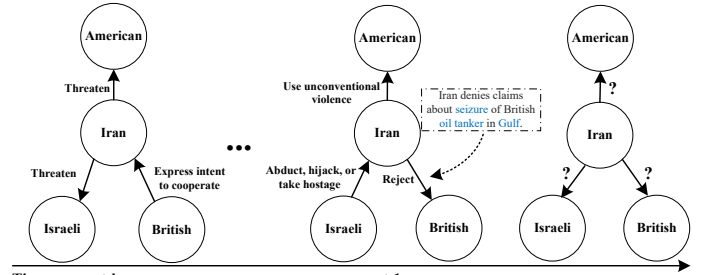 American
Threaten
Iran
Threaten
Express intent
to cooperate
Israeli
British
...
American
Use unconventional
violence
Iran
Iran denies claims
about seizure of British
oil tanker in Gulf.
Abduct, hijack, or
take hostage
Reject
Israeli
British
American
?
Iran
?
?
Israeli
British